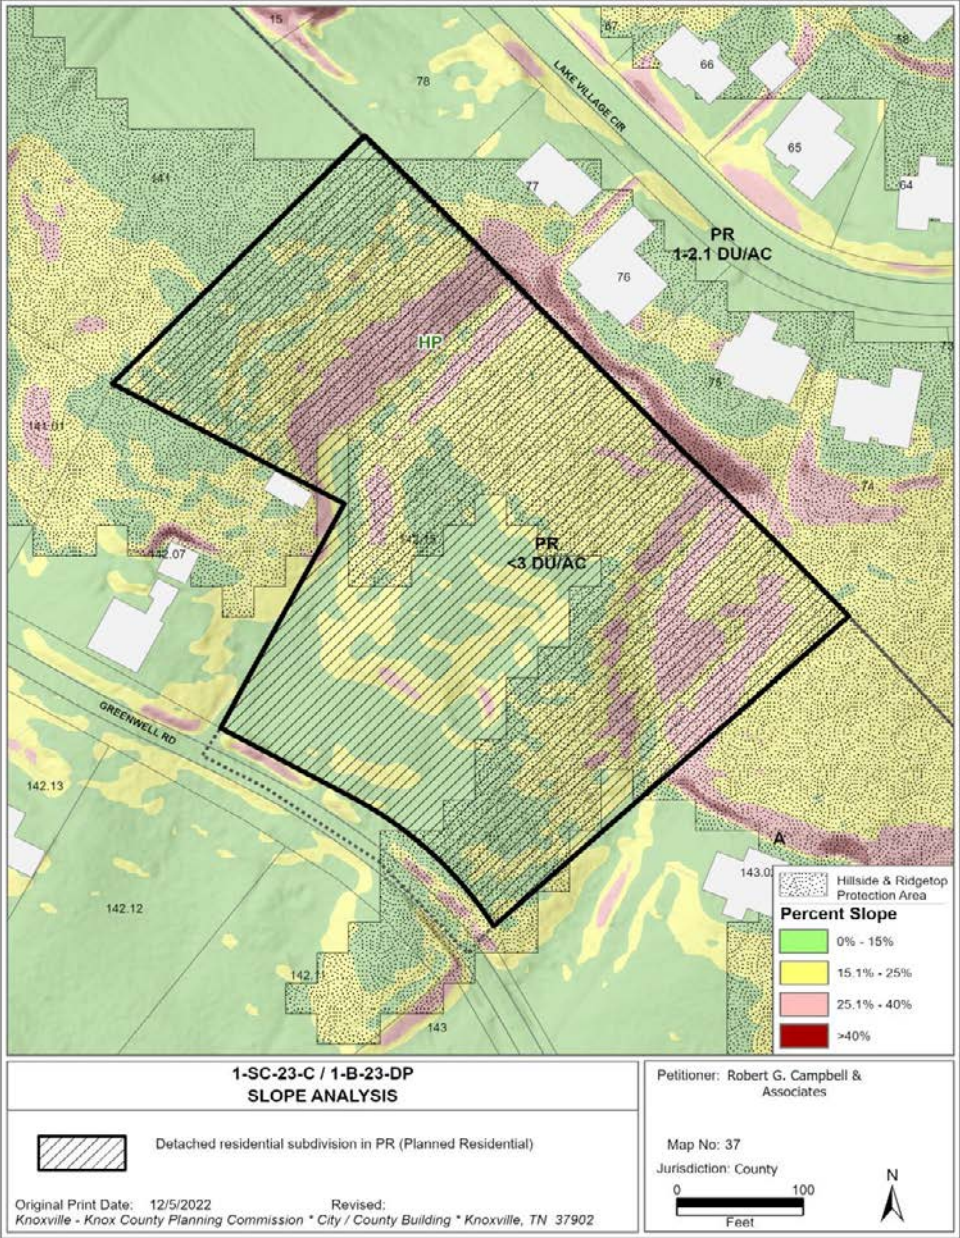 15
78
67
66
58
LAKE VILLAGE CIR
65
141
77
64
PR
1-2.1 DU/AC
76
HP
75
141.01
74
PR
<3 DU/AC
142.07
GREENWELL RD
142.13
A
143.02
142.12
142.11
143
Hillside & Ridgetop
Protection Area
Percent Slope
0% - 15%
15.1% - 25%
25.1% - 40%
>40%
1-SC-23-C / 1-B-23-DP
SLOPE ANALYSIS
Detached residential subdivision in PR (Planned Residential)
Original Print Date: 12/5/2022 Revised:
Knoxville - Knox County Planning Commission * City / County Building * Knoxville, TN 37902
Petitioner: Robert G. Campbell &
Associates
Map No: 37
Jurisdiction: County
0 100
Feet
N